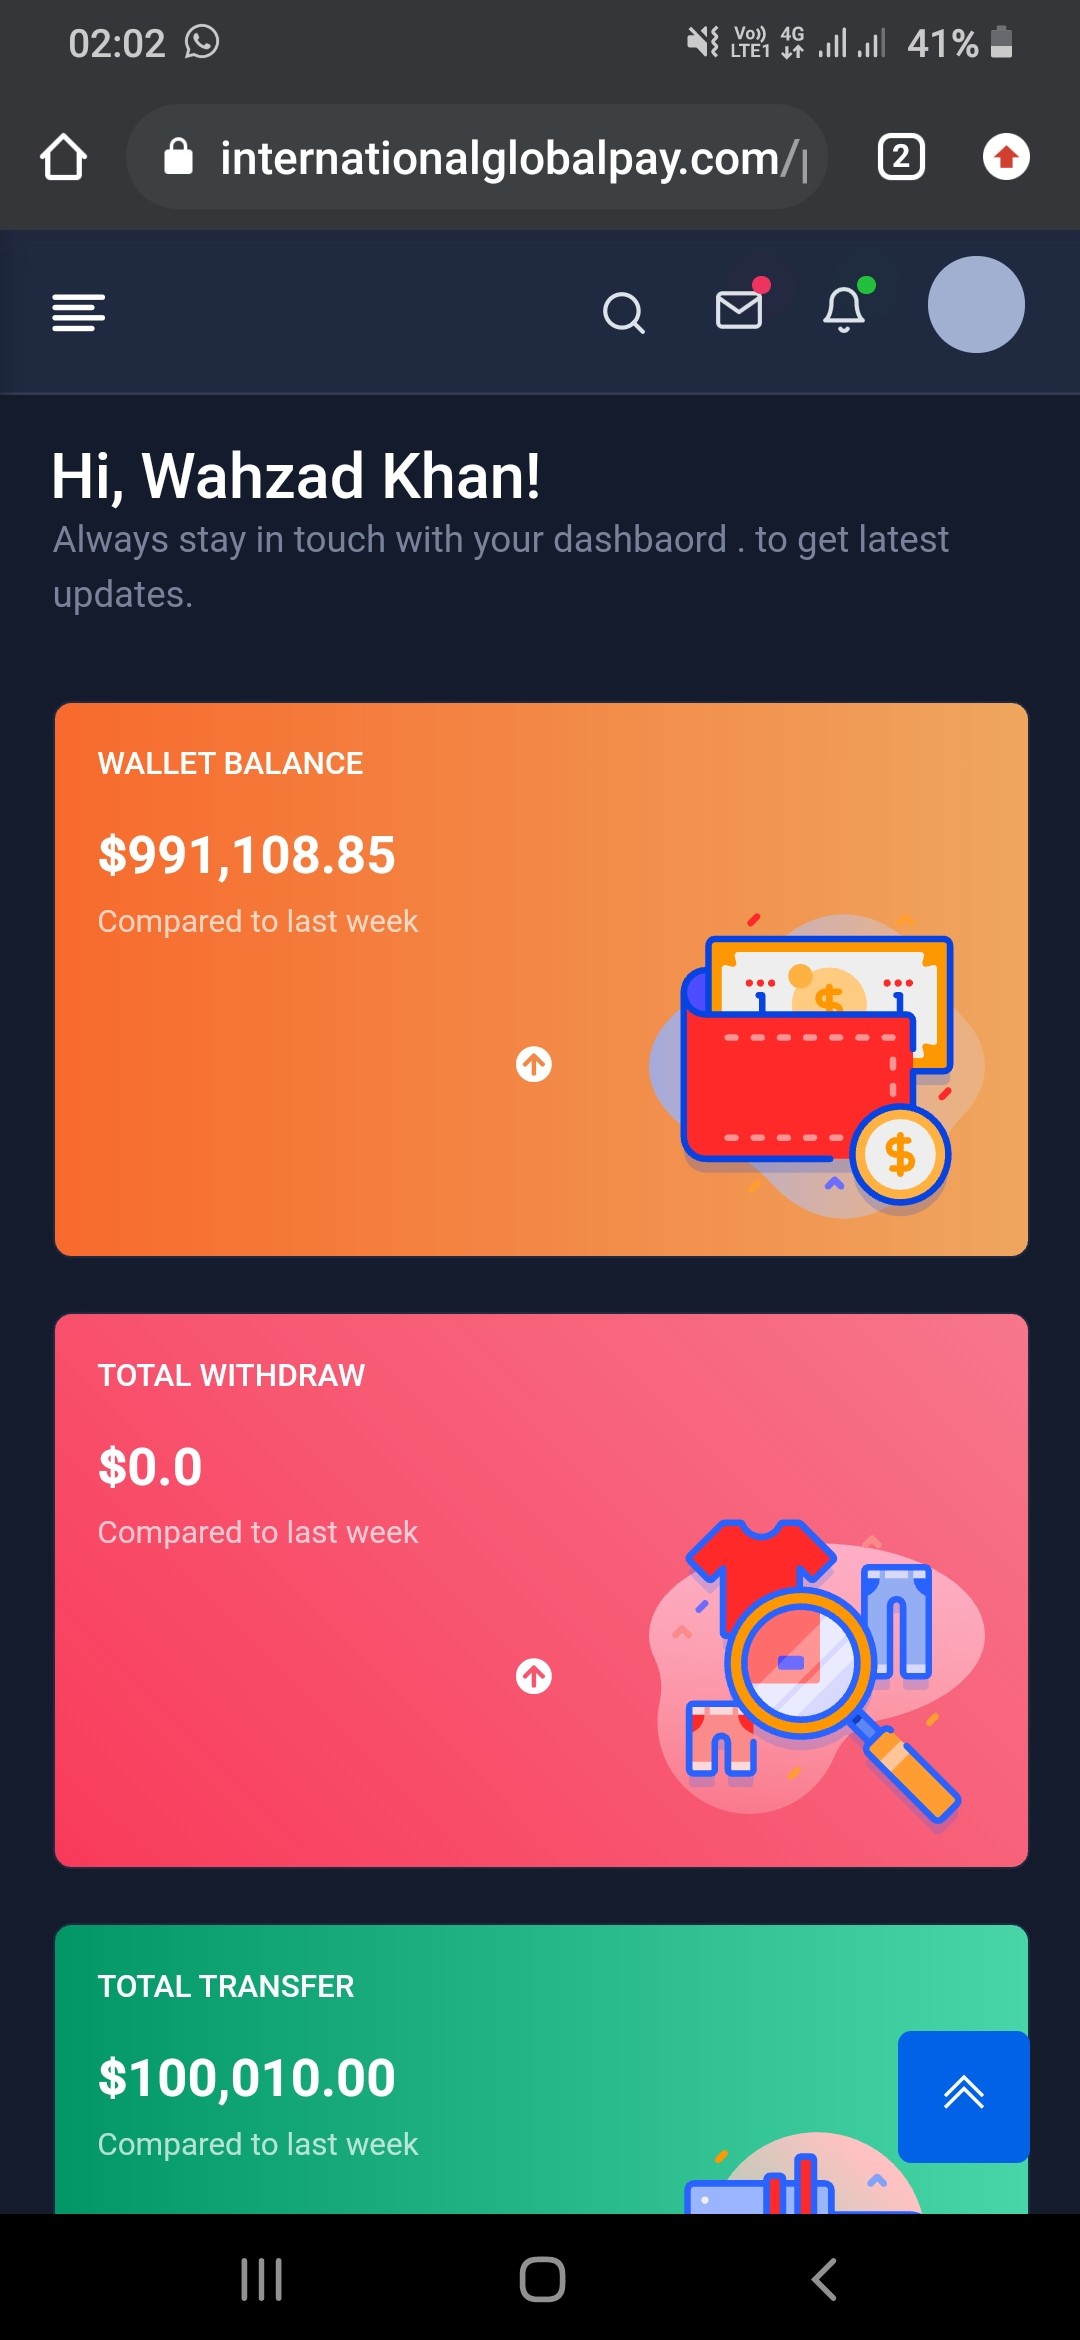 02:02 Vo)) LTE1 4G 41%
internationalglobalpay.com/p 2
Hi, Wahzad Khan!
Always stay in touch with your dashbaord . to get latest
updates.
WALLET BALANCE
$991,108.85
Compared to last week
TOTAL WITHDRAW
$0.0
Compared to last week
TOTAL TRANSFER
$100,010.00
Compared to last week